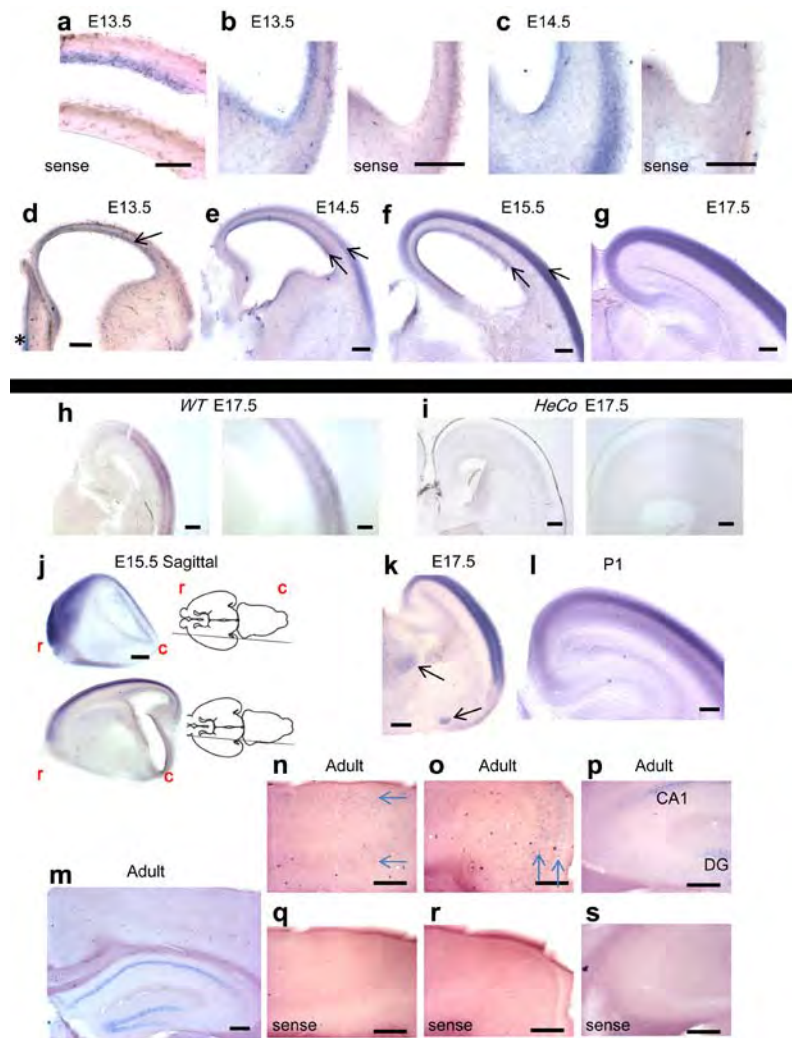 a E13.5 b E13.5 c E14.5
sense sense sense
d E13.5 e E14.5 f E15.5 g E17.5
*
h WT E17.5 i HeCo E17.5
j E15.5 Sagittal k E17.5 l P1
r c
r c
r c
n Adult o Adult p Adult
CA1
DG
m Adult
q r s
sense sense sense